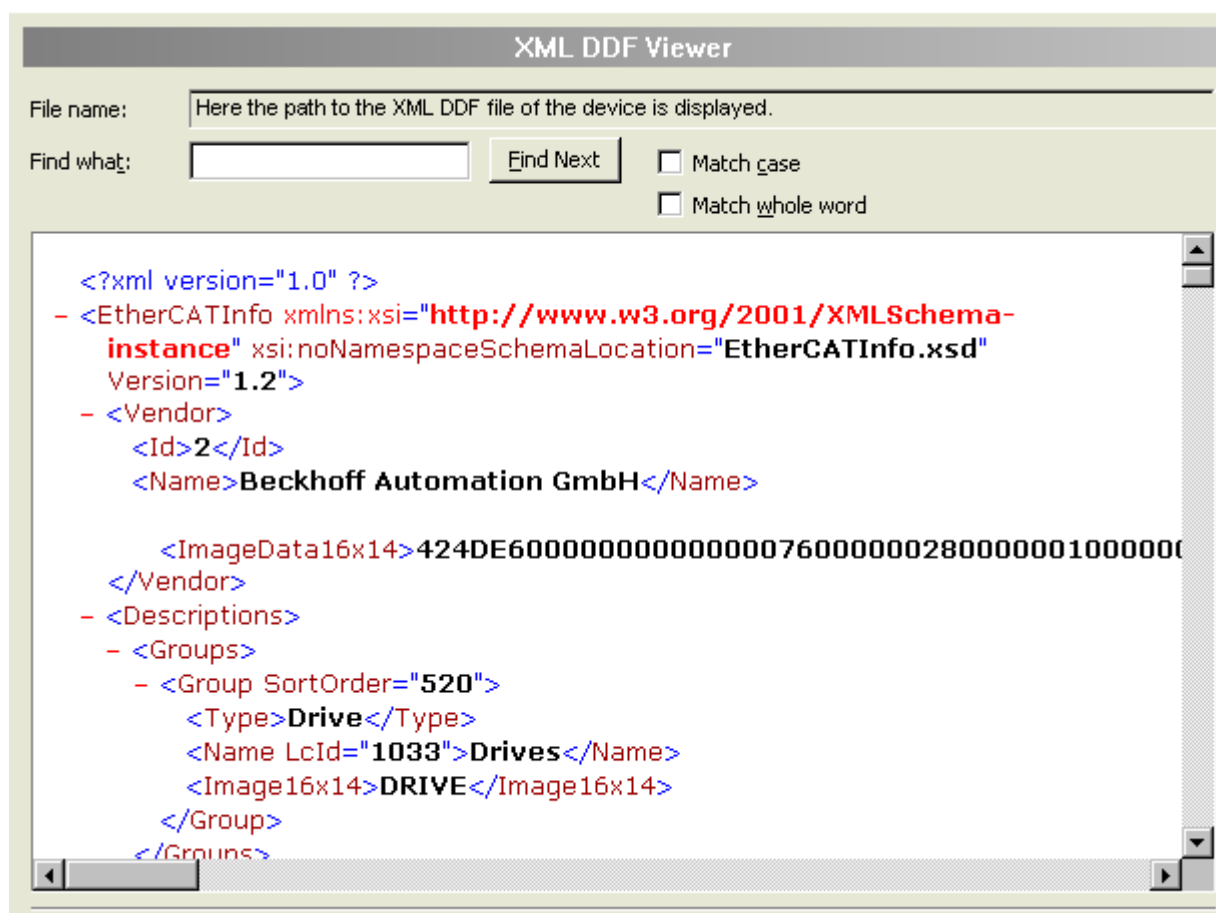 XML DDF Viewer
File name: Here the path to the XML DDF file of the device is displayed.
Find what: Find Next Match case
Match whole word
<?xml version="1.0" ?>
– <EtherCATInfo xmlns:xsi="http://www.w3.org/2001/XMLSchema-
instance" xsi:noNamespaceSchemaLocation="EtherCATInfo.xsd"
Version="1.2">
– <Vendor>
<Id>2</Id>
<Name>Beckhoff Automation GmbH</Name>
<ImageData16x14>424DE6000000000000007600000028000000100000
</Vendor>
– <Descriptions>
– <Groups>
– <Group SortOrder="520">
<Type>Drive</Type>
<Name LcId="1033">Drives</Name>
<Image16x14>DRIVE</Image16x14>
</Group>
</Groups>